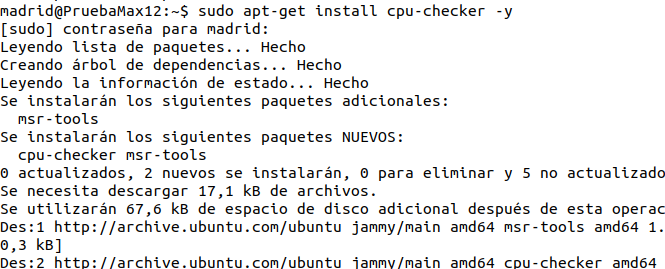 madrid@PruebaMax12:~$ sudo apt-get install cpu-checker -y
[sudo] contraseña para madrid:
Leyendo lista de paquetes... Hecho
Creando árbol de dependencias... Hecho
Leyendo la información de estado... Hecho
Se instalarán los siguientes paquetes adicionales:
  msr-tools
Se instalarán los siguientes paquetes NUEVOS:
  cpu-checker msr-tools
0 actualizados, 2 nuevos se instalarán, 0 para eliminar y 5 no actualizado
Se necesita descargar 17,1 kB de archivos.
Se utilizarán 67,6 kB de espacio de disco adicional después de esta operac
Des:1 http://archive.ubuntu.com/ubuntu jammy/main amd64 msr-tools amd64 1.
0,3 kB]
Des:2 http://archive.ubuntu.com/ubuntu jammy/main amd64 cpu-checker amd64